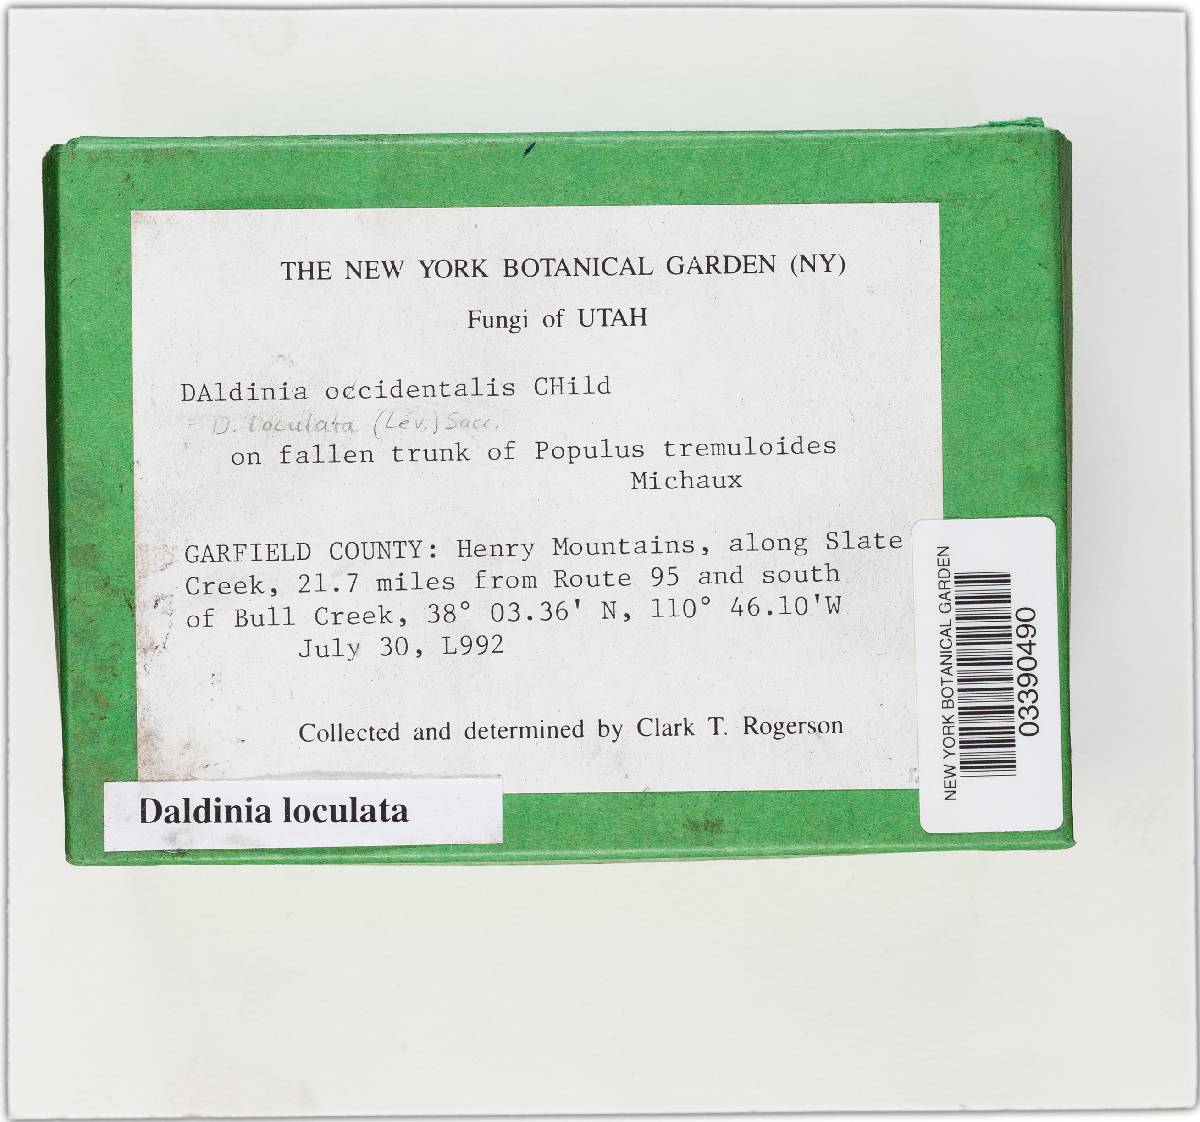 THE NEW YORK BOTANICAL GARDEN (NY)
Fungi of UTAH
DAldinia occidentalis CHild
= D. loculata (Lév.) Sacc.
on fallen trunk of Populus tremuloides
Michaux
GARFIELD COUNTY: Henry Mountains, along Slate
Creek, 21.7 miles from Route 95 and south
of Bull Creek, 38° 03.36' N, 110° 46.10'W
July 30, L992
Collected and determined by Clark T. Rogerson
Daldinia loculata
NEW YORK BOTANICAL GARDEN
03390490